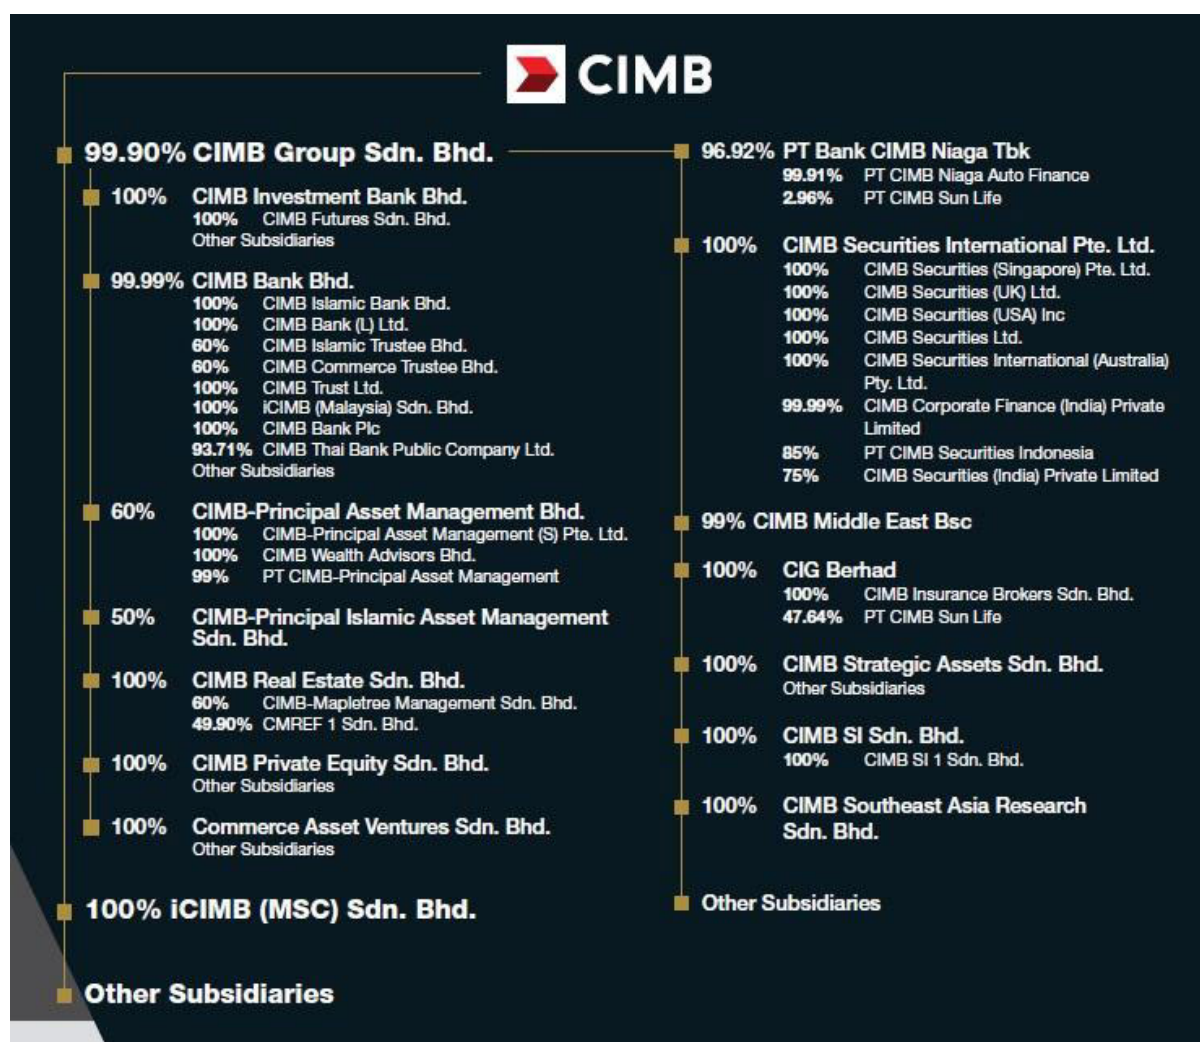 CIMB
99.90% CIMB Group Sdn. Bhd.
100% CIMB Investment Bank Bhd.
100% CIMB Futures Sdn. Bhd.
Other Subsidiaries
99.99% CIMB Bank Bhd.
100% CIMB Islamic Bank Bhd.
100% CIMB Bank (L) Ltd.
60% CIMB Islamic Trustee Bhd.
60% CIMB Commerce Trustee Bhd.
100% CIMB Trust Ltd.
100% iCIMB (Malaysia) Sdn. Bhd.
100% CIMB Bank Plc
93.71% CIMB Thai Bank Public Company Ltd.
Other Subsidiaries
60% CIMB-Principal Asset Management Bhd.
100% CIMB-Principal Asset Management (S) Pte. Ltd.
100% CIMB Wealth Advisors Bhd.
99% PT CIMB-Principal Asset Management
50% CIMB-Principal Islamic Asset Management
Sdn. Bhd.
100% CIMB Real Estate Sdn. Bhd.
60% CIMB-Mapletree Management Sdn. Bhd.
49.90% CMREF 1 Sdn. Bhd.
100% CIMB Private Equity Sdn. Bhd.
Other Subsidiaries
100% Commerce Asset Ventures Sdn. Bhd.
Other Subsidiaries
100% iCIMB (MSC) Sdn. Bhd.
Other Subsidiaries
96.92% PT Bank CIMB Niaga Tbk
99.91% PT CIMB Niaga Auto Finance
2.96% PT CIMB Sun Life
100% CIMB Securities International Pte. Ltd.
100% CIMB Securities (Singapore) Pte. Ltd.
100% CIMB Securities (UK) Ltd.
100% CIMB Securities (USA) Inc
100% CIMB Securities Ltd.
100% CIMB Securities International (Australia)
Pty. Ltd.
99.99% CIMB Corporate Finance (India) Private
Limited
85% PT CIMB Securities Indonesia
75% CIMB Securities (India) Private Limited
99% CIMB Middle East Bsc
100% CIG Berhad
100% CIMB Insurance Brokers Sdn. Bhd.
47.64% PT CIMB Sun Life
100% CIMB Strategic Assets Sdn. Bhd.
Other Subsidiaries
100% CIMB SI Sdn. Bhd.
100% CIMB SI 1 Sdn. Bhd.
100% CIMB Southeast Asia Research
Sdn. Bhd.
Other Subsidiaries